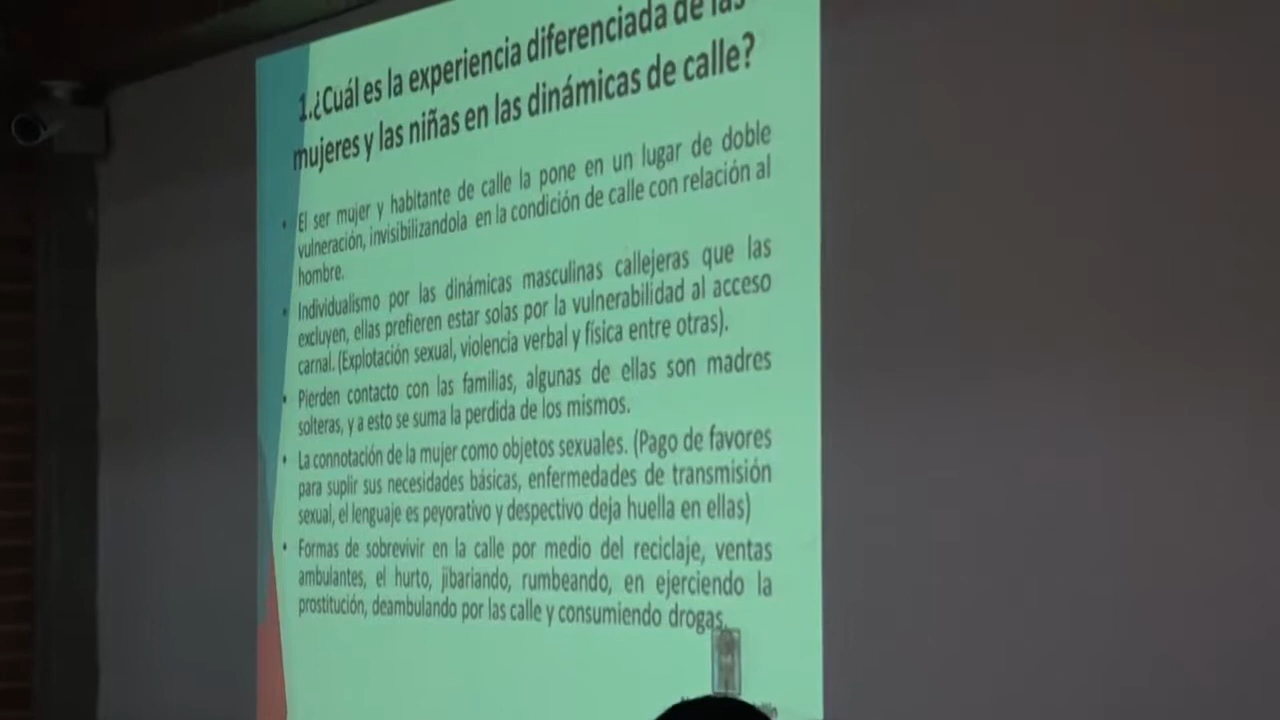 1.¿Cuál es la experiencia diferenciada de las
mujeres y las niñas en las dinámicas de calle?
• El ser mujer y habitante de calle la pone en un lugar de doble
vulneración, invisibilizandola en la condición de calle con relación al
hombre.
• Individualismo por las dinámicas masculinas callejeras que las
excluyen, ellas prefieren estar solas por la vulnerabilidad al acceso
carnal. (Explotación sexual, violencia verbal y física entre otras).
• Pierden contacto con las familias, algunas de ellas son madres
solteras, y a esto se suma la perdida de los mismos.
• La connotación de la mujer como objetos sexuales. (Pago de favores
para suplir sus necesidades básicas, enfermedades de transmisión
sexual, el lenguaje es peyorativo y despectivo deja huella en ellas)
• Formas de sobrevivir en la calle por medio del reciclaje, ventas
ambulantes, el hurto, jibariando, rumbeando, en ejerciendo la
prostitución, deambulando por las calle y consumiendo drogas.